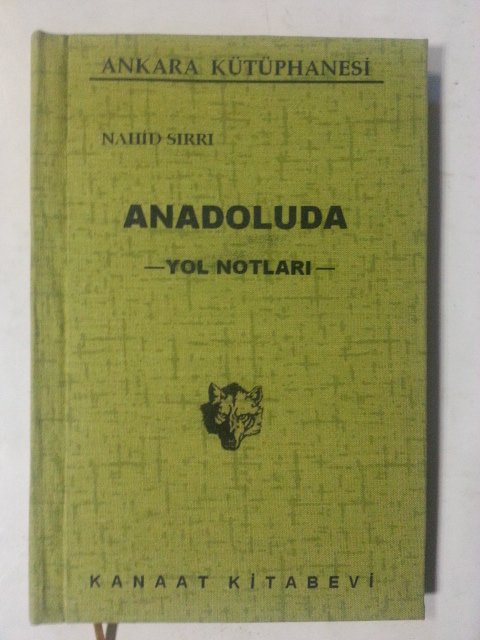 ANKARA KÜTÜPHANESİ
NAHİD SIRRI
ANADOLUDA
—YOL NOTLARI—
KANAAT KİTABEVİ